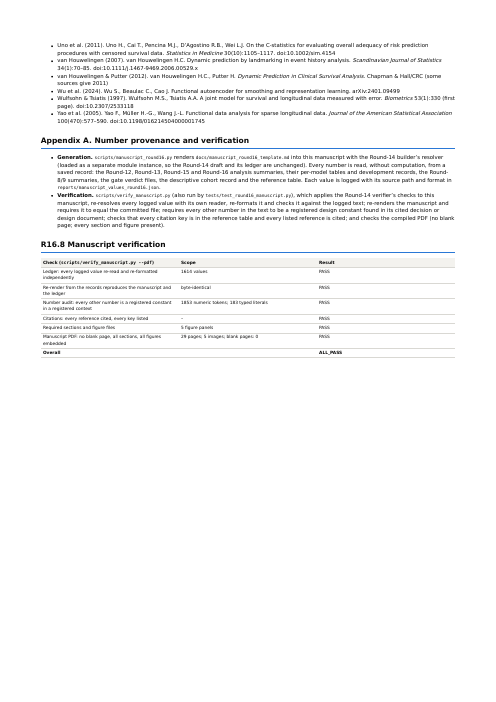 • Uno et al. (2011). Uno H., Cai T., Pencina M.J., D'Agostino R.B., Wei L.J. On the C-statistics for evaluating overall adequacy of risk prediction
procedures with censored survival data. Statistics in Medicine 30(10):1105–1117. doi:10.1002/sim.4154
• van Houwelingen (2007). van Houwelingen H.C. Dynamic prediction by landmarking in event history analysis. Scandinavian Journal of Statistics
34(1):70–85. doi:10.1111/j.1467-9469.2006.00529.x
• van Houwelingen & Putter (2012). van Houwelingen H.C., Putter H. Dynamic Prediction in Clinical Survival Analysis. Chapman & Hall/CRC (some
sources give 2011)
• Wu et al. (2024). Wu S., Beaulac C., Cao J. Functional autoencoder for smoothing and representation learning. arXiv:2401.09499
• Wulfsohn & Tsiatis (1997). Wulfsohn M.S., Tsiatis A.A. A joint model for survival and longitudinal data measured with error. Biometrics 53(1):330 (first
page). doi:10.2307/2533118
• Yao et al. (2005). Yao F., Müller H.-G., Wang J.-L. Functional data analysis for sparse longitudinal data. Journal of the American Statistical Association
100(470):577–590. doi:10.1198/016214504000001745
Appendix A. Number provenance and verification
• Generation. scripts/manuscript_round16.py renders docs/manuscript_round16_template.md into this manuscript with the Round-14 builder's resolver
(loaded as a separate module instance, so the Round-14 draft and its ledger are unchanged). Every number is read, without computation, from a
saved record: the Round-12, Round-13, Round-15 and Round-16 analysis summaries, their per-model tables and development records, the Round-
8/9 summaries, the gate verdict files, the descriptive cohort record and the reference table. Each value is logged with its source path and format in
reports/manuscript_values_round16.json.
• Verification. scripts/verify_manuscript.py (also run by tests/test_round16_manuscript.py), which applies the Round-14 verifier's checks to this
manuscript, re-resolves every logged value with its own reader, re-formats it and checks it against the logged text; re-renders the manuscript and
requires it to equal the committed file; requires every other number in the text to be a registered design constant found in its cited decision or
design document; checks that every citation key is in the reference table and every listed reference is cited; and checks the compiled PDF (no blank
page; every section and figure present).
R16.8 Manuscript verification
Check (scripts/verify_manuscript.py --pdf) Scope Result
Ledger: every logged value re-read and re-formatted
independently 1614 values PASS
Re-render from the records reproduces the manuscript and
the ledger byte-identical PASS
Number audit: every other number is a registered constant
in a registered context 1853 numeric tokens; 183 typed literals PASS
Citations: every reference cited, every key listed – PASS
Required sections and figure files 5 figure panels PASS
Manuscript PDF: no blank page, all sections, all figures
embedded 29 pages; 5 images; blank pages: 0 PASS
Overall ALL_PASS